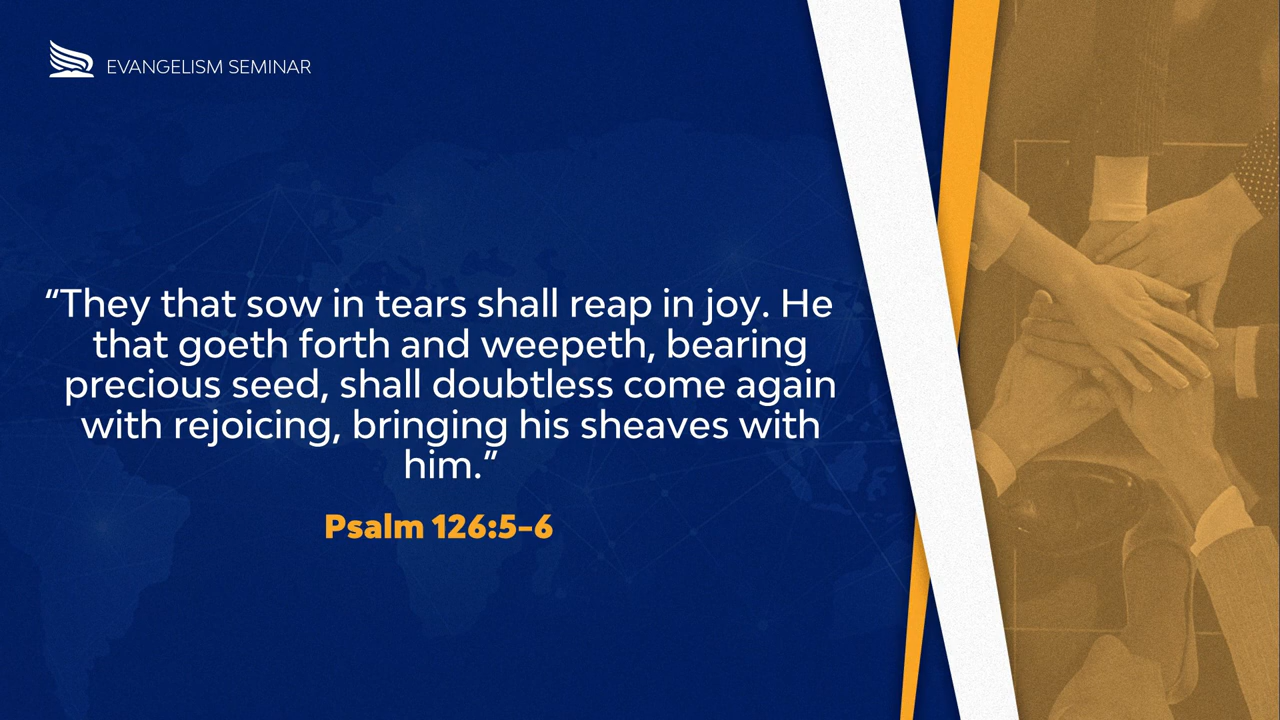 EVANGELISM SEMINAR
“They that sow in tears shall reap in joy. He
that goeth forth and weepeth, bearing
precious seed, shall doubtless come again
with rejoicing, bringing his sheaves with
him.”
Psalm 126:5–6